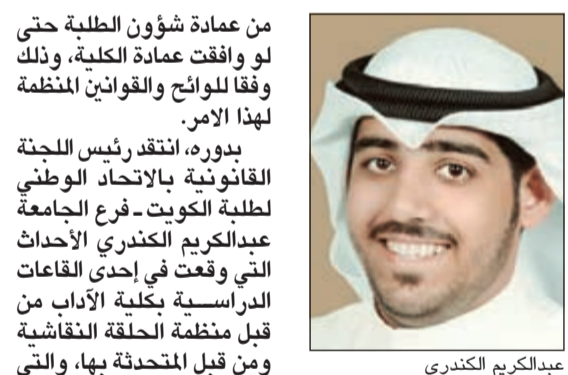 من عمادة شؤون الطلبة حتى
لو وافقت عمادة الكلية، وذلك
وفقا للوائح والقوانين المنظمة
لهذا الامر.
بدوره، انتقد رئيس اللجنة
القانونية بالاتحاد الوطني
لطلبة الكويت ـ فرع الجامعة
عبدالكريم الكندري الأحداث
التي وقعت في إحدى القاعات
الدراســـية بكلية الآداب من
قبل منظمة الحلقة النقاشية
ومن قبل المتحدثة بها، والتي
عبدالكريم الكندري